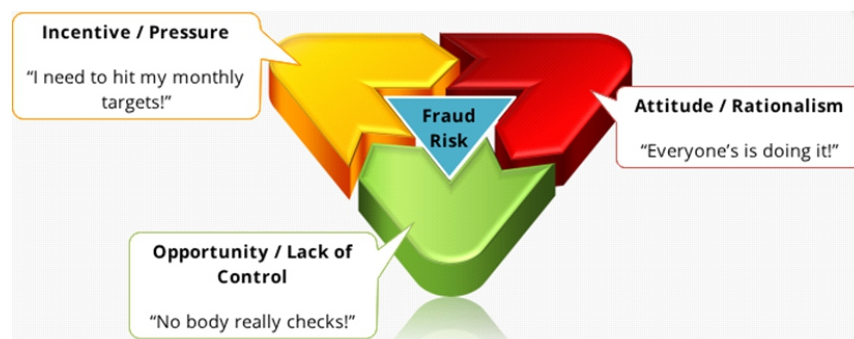 Incentive / Pressure
“I need to hit my monthly
targets!”
Fraud
Risk
Attitude / Rationalism
“Everyone’s is doing it!”
Opportunity / Lack of
Control
“No body really checks!”